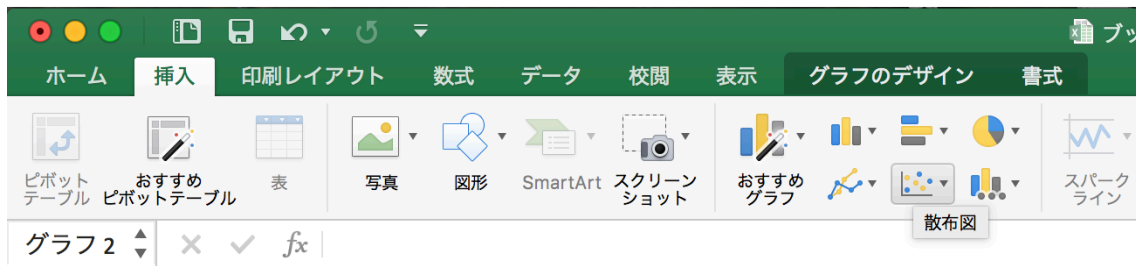 ブッ
ホーム 挿入 印刷レイアウト 数式 データ 校閲 表示 グラフのデザイン 書式
ピボット
テーブル
おすすめ
ピボットテーブル
表
写真
図形
SmartArt
スクリーン
ショット
おすすめ
グラフ
スパーク
ライン
散布図
グラフ 2
fx